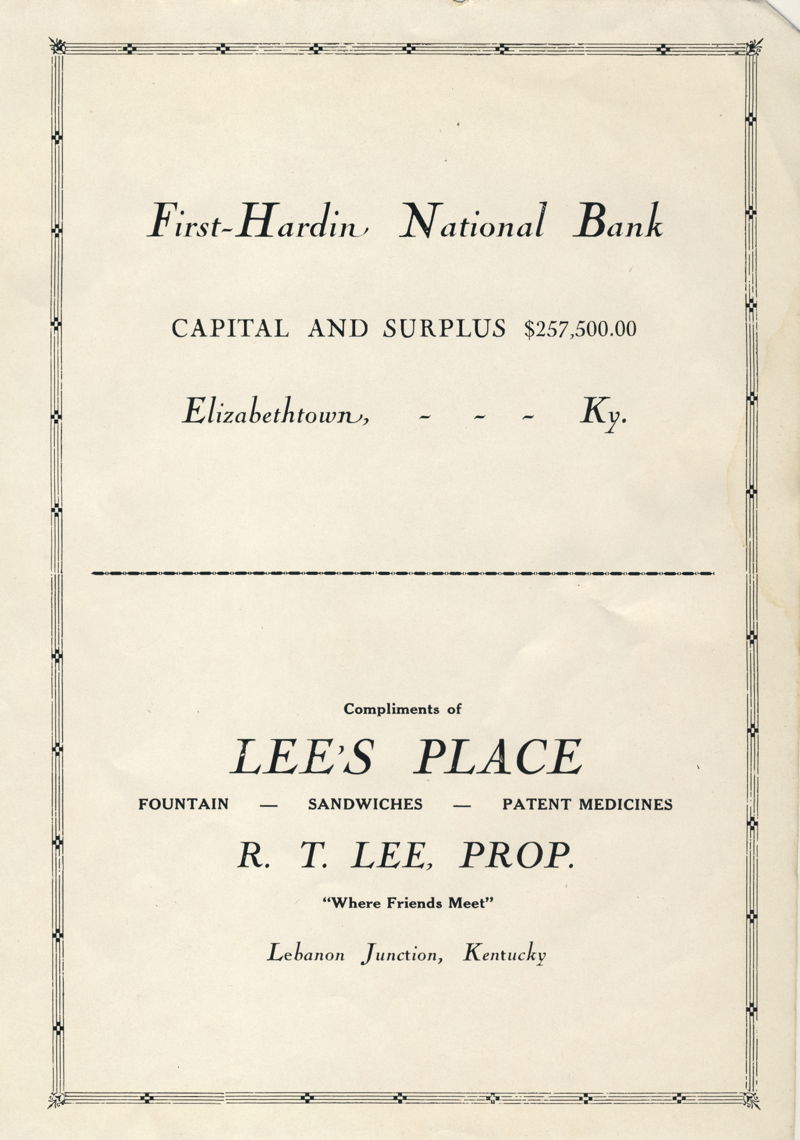 First-Hardin National Bank
CAPITAL AND SURPLUS $257,500.00
Elizabethtown, - - - Ky.
Compliments of
LEE'S PLACE
FOUNTAIN — SANDWICHES — PATENT MEDICINES
R. T. LEE, PROP.
"Where Friends Meet"
Lebanon Junction, Kentucky